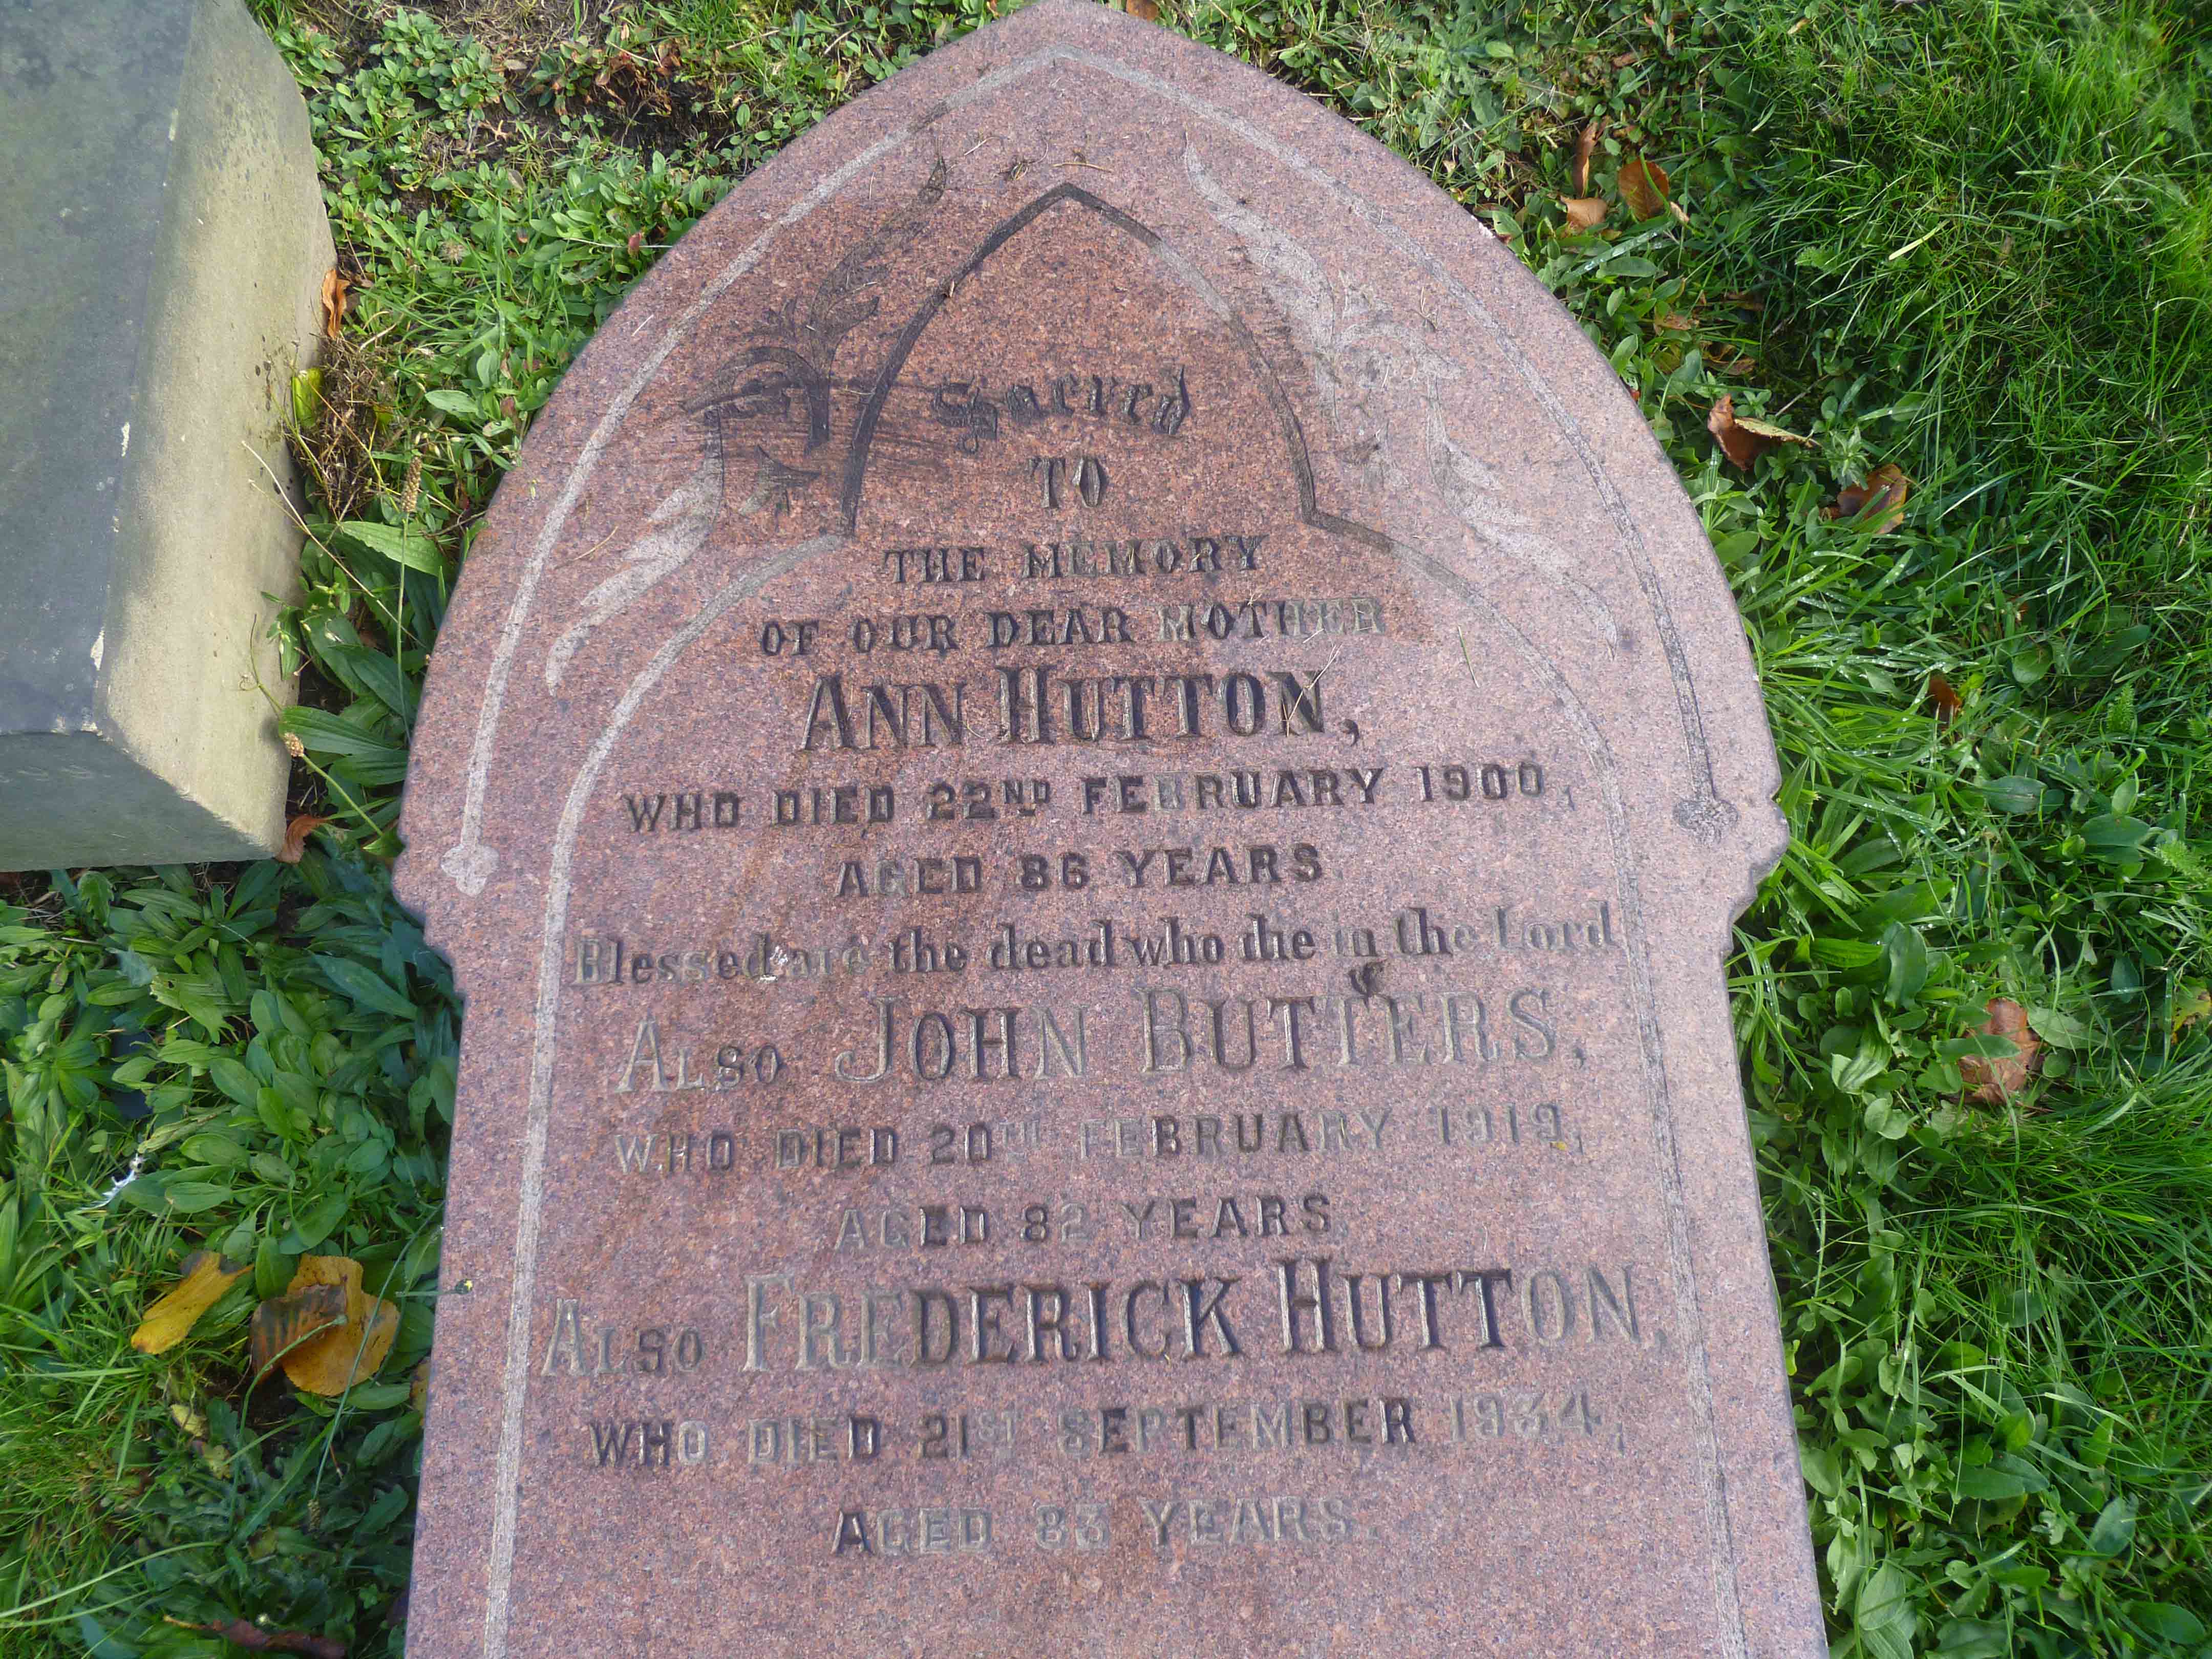 Sacred
TO
THE MEMORY
OF OUR DEAR MOTHER
ANN HUTTON,
WHO DIED 22ND FEBRUARY 1900,
AGED 86 YEARS.
Blessed are the dead who die in the Lord
ALSO JOHN BUTTERS,
WHO DIED 20TH FEBRUARY 1919,
AGED 82 YEARS,
ALSO FREDERICK HUTTON,
WHO DIED 21ST SEPTEMBER 1934,
AGED 83 YEARS.